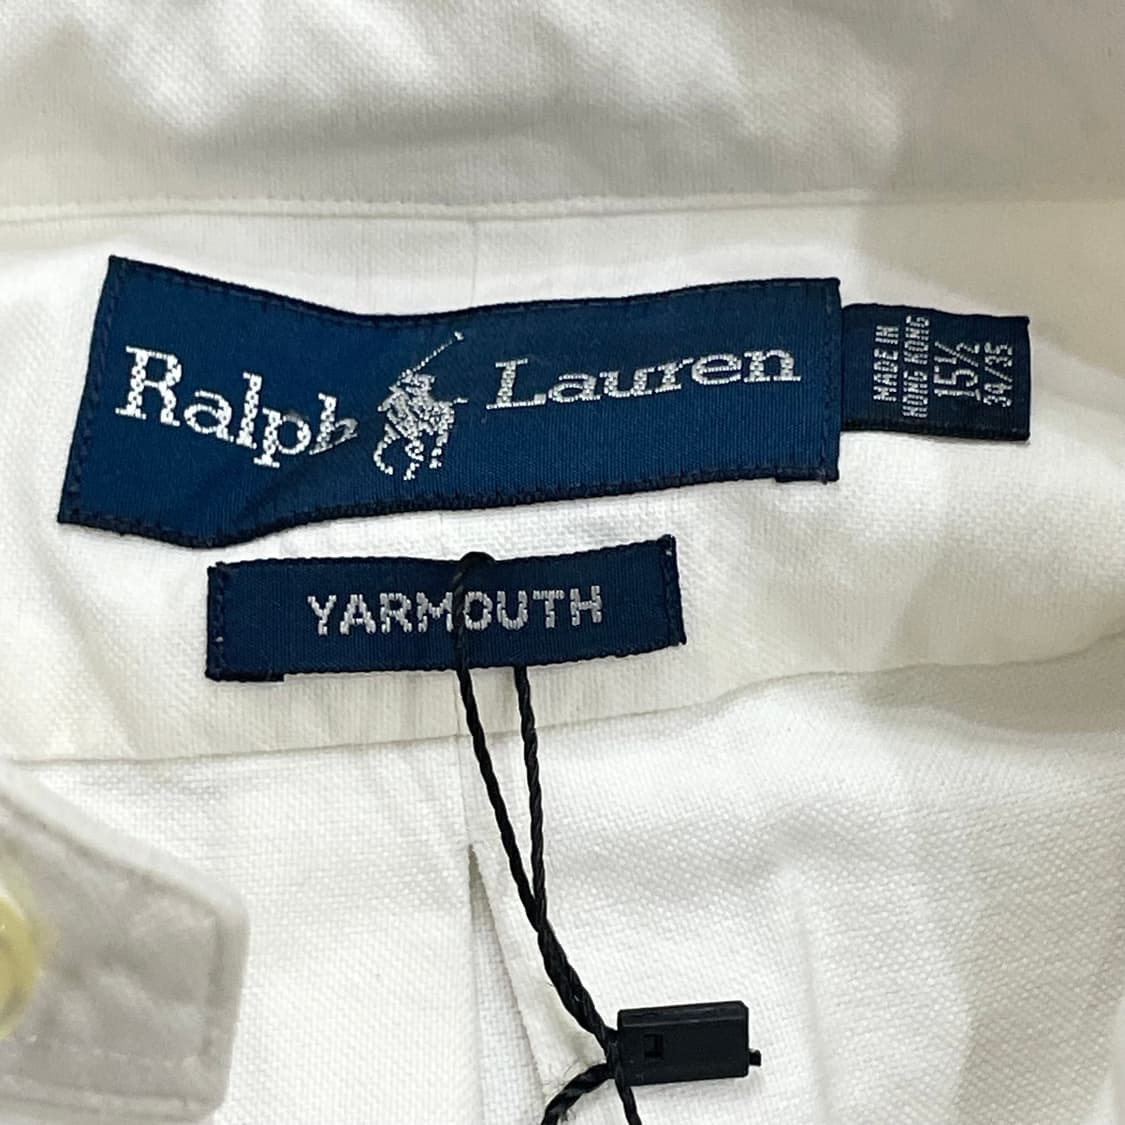 Ralph Lauren
MADE IN
HONG KONG
15½
34/35
YARMOUTH